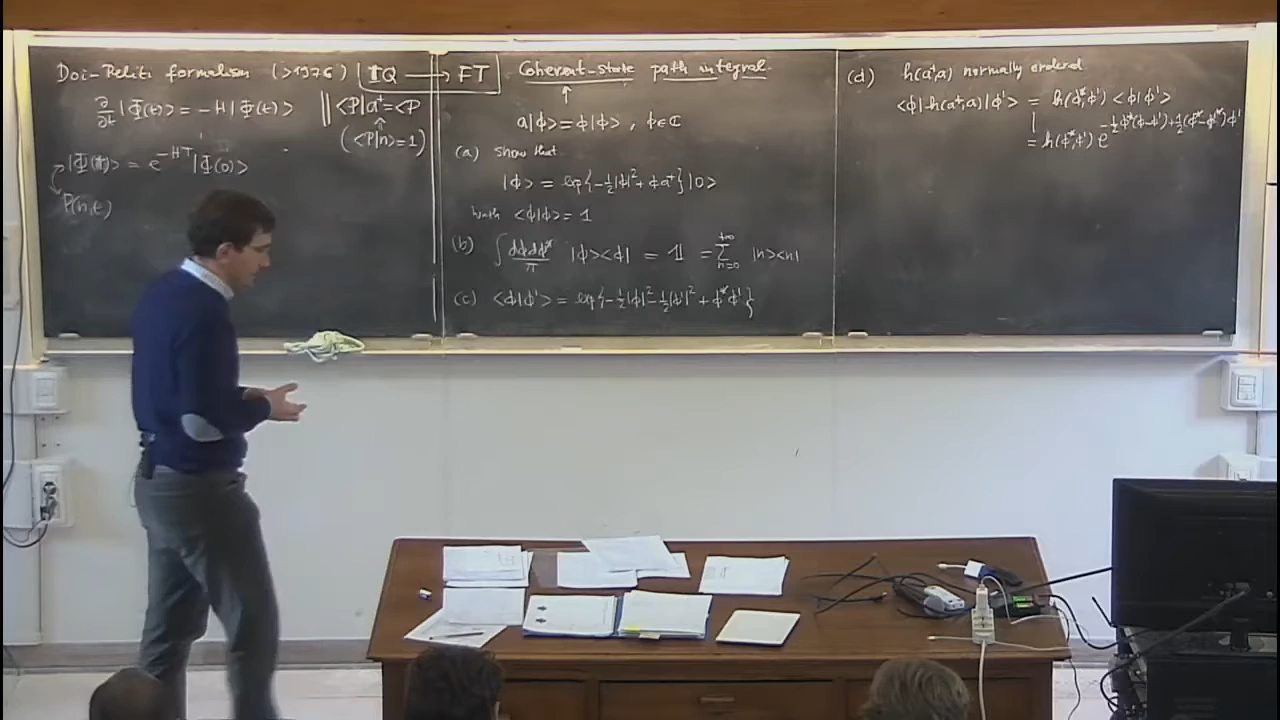 Doi-Peliti formalism (>1976) IQ → FT
∂/∂t |Φ(t)> = -H|Φ(t)> || <P|a⁺=<P
(<P|n>=1)
|Φ(t)> = e^{-HT} |Φ(0)>
P(n,t)
Coherent-state path integral.
a|φ>=φ|φ>, φ∈ℂ
(a) Show that
|φ> = exp{-½|φ|²+φa⁺}|0>
with <φ|φ>=1
(b) ∫ dφdφ*/π |φ><φ| = 𝟙 = Σ_{n=0}^{+∞} |n><n|
(c) <φ|φ'> = exp{-½|φ|²-½|φ'|²+φ*φ'}
(d) h(a⁺,a) normally ordered
<φ|h(a⁺,a)|φ'> = h(φ*,φ') <φ|φ'>
= h(φ*,φ') e^{-½φ*(φ-φ')+½(φ*-φ'*)φ'}